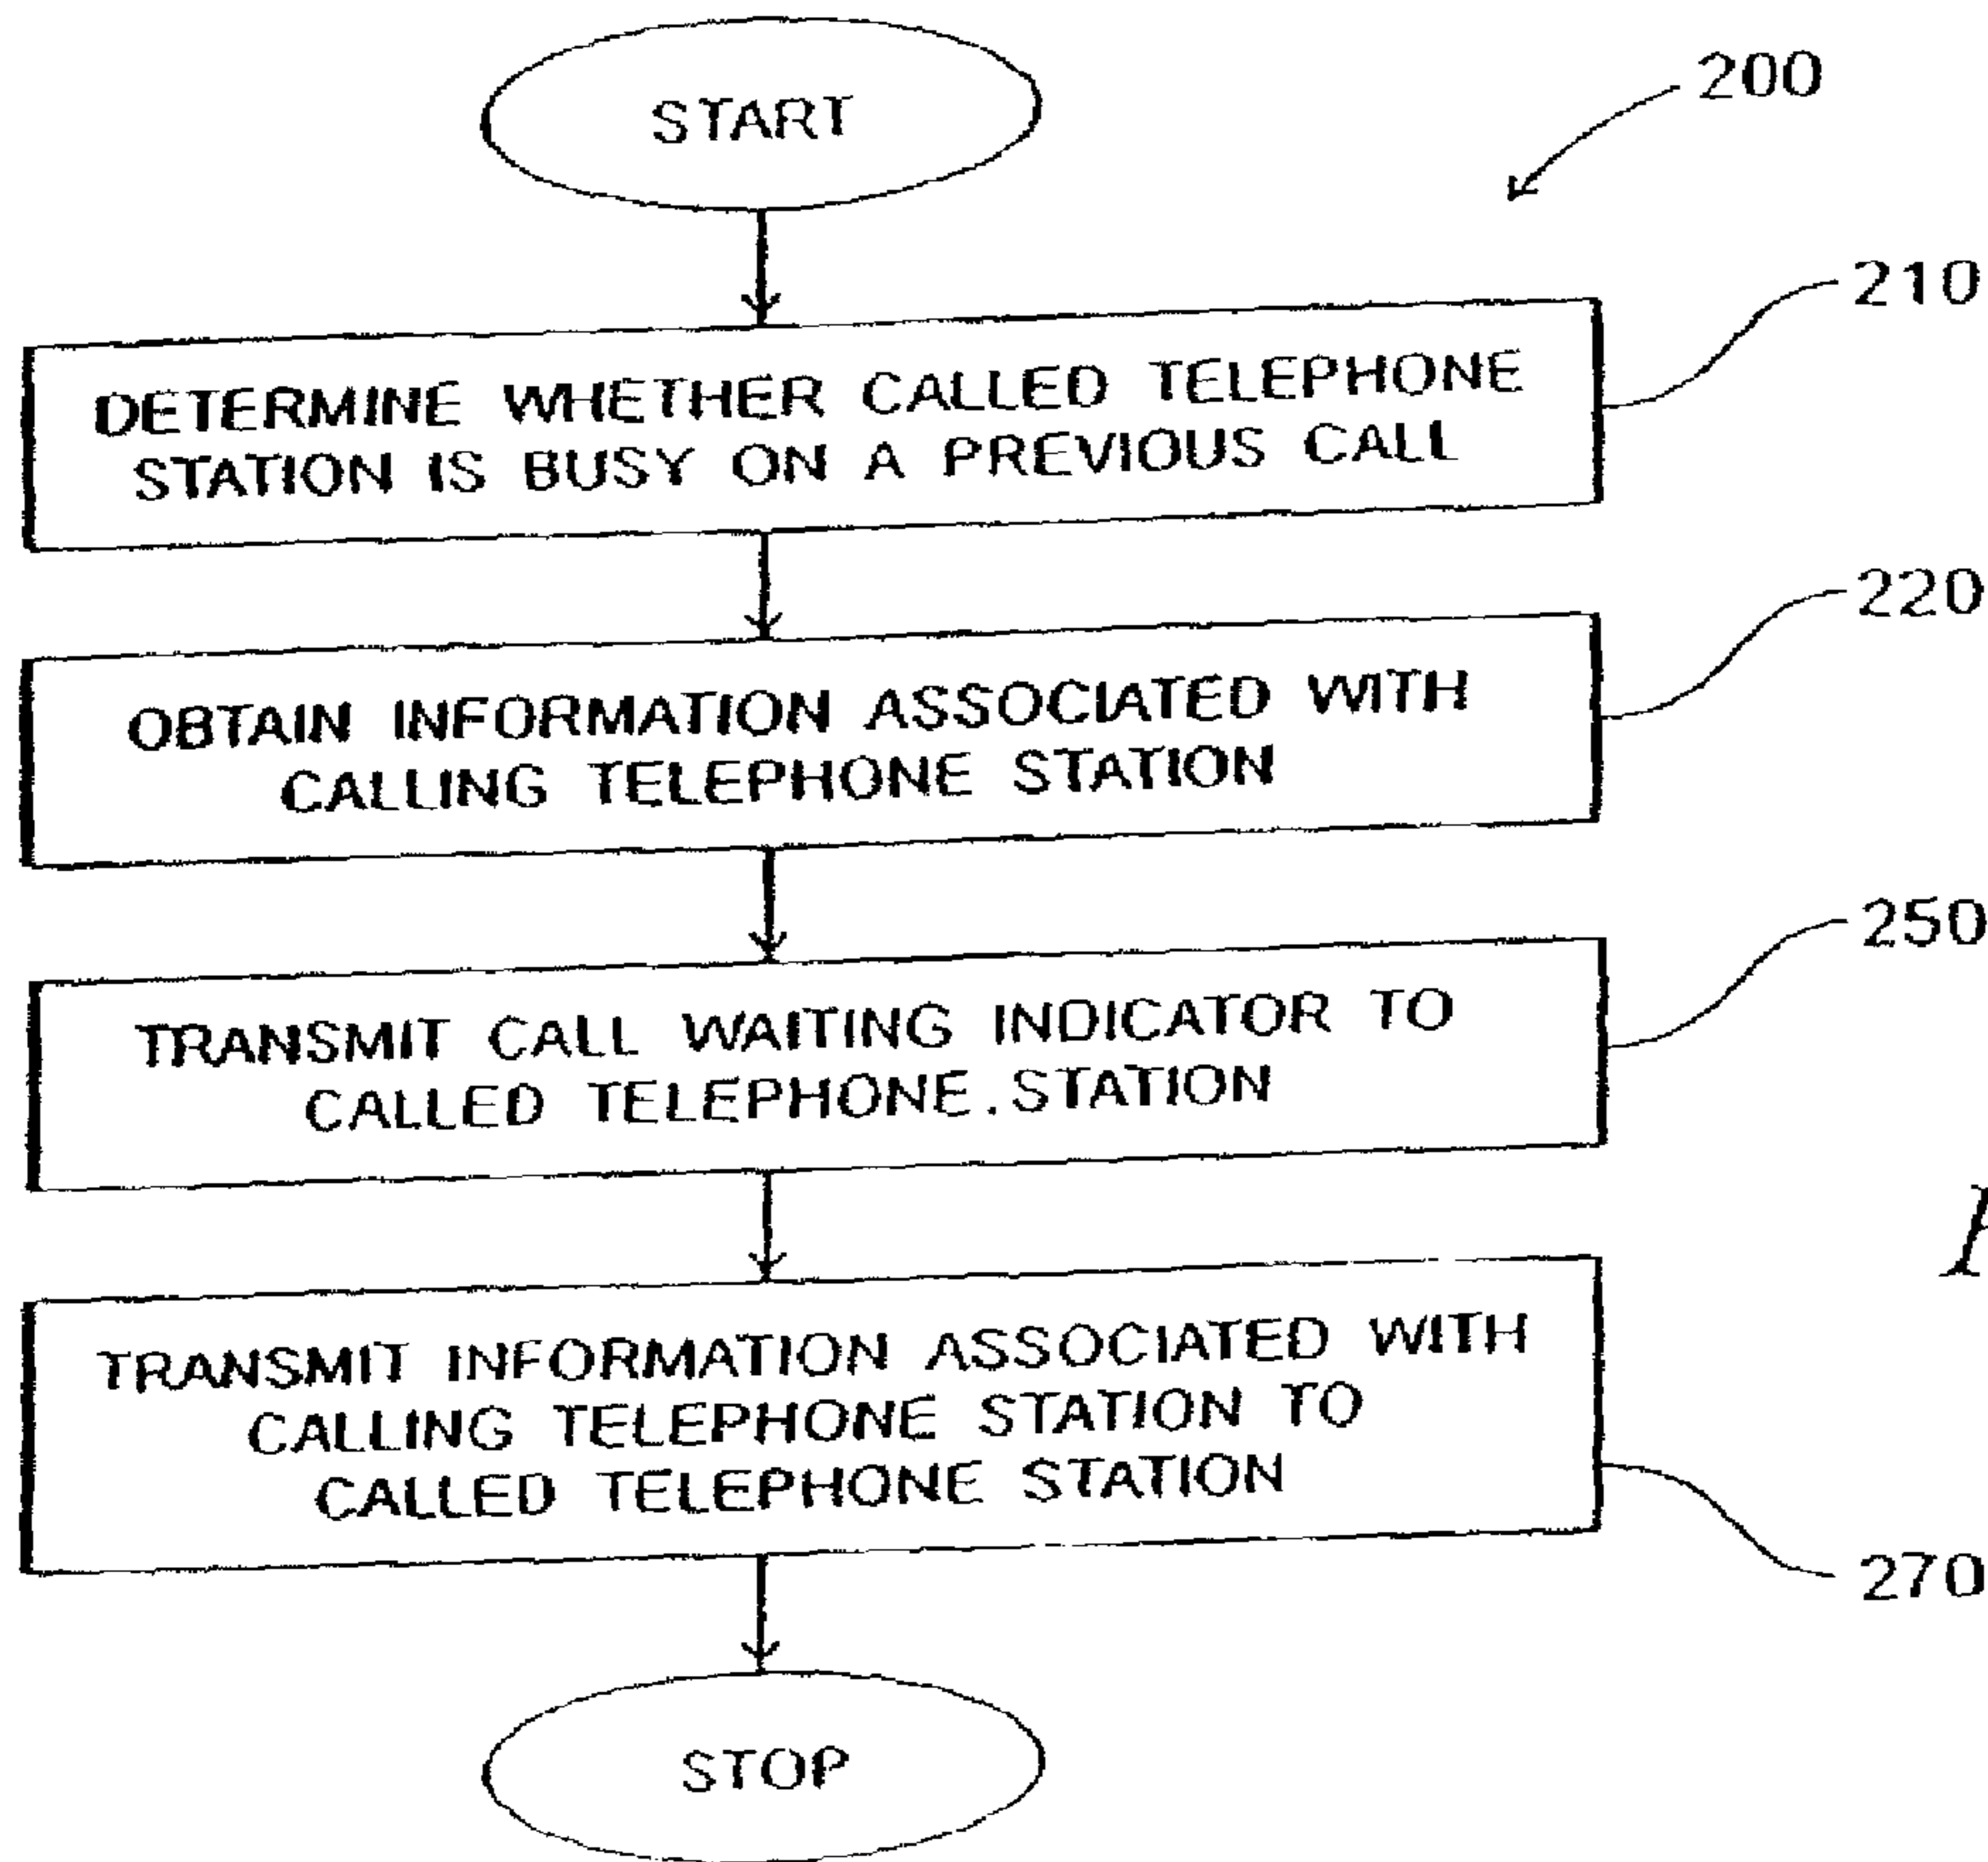 START
200
210
DETERMINE WHETHER CALLED TELEPHONE
STATION IS BUSY ON A PREVIOUS CALL
220
OBTAIN INFORMATION ASSOCIATED WITH
CALLING TELEPHONE STATION
250
TRANSMIT CALL WAITING INDICATOR TO
CALLED TELEPHONE.STATION
TRANSMIT INFORMATION ASSOCIATED WITH
CALLING TELEPHONE STATION TO
CALLED TELEPHONE STATION
270
STOP